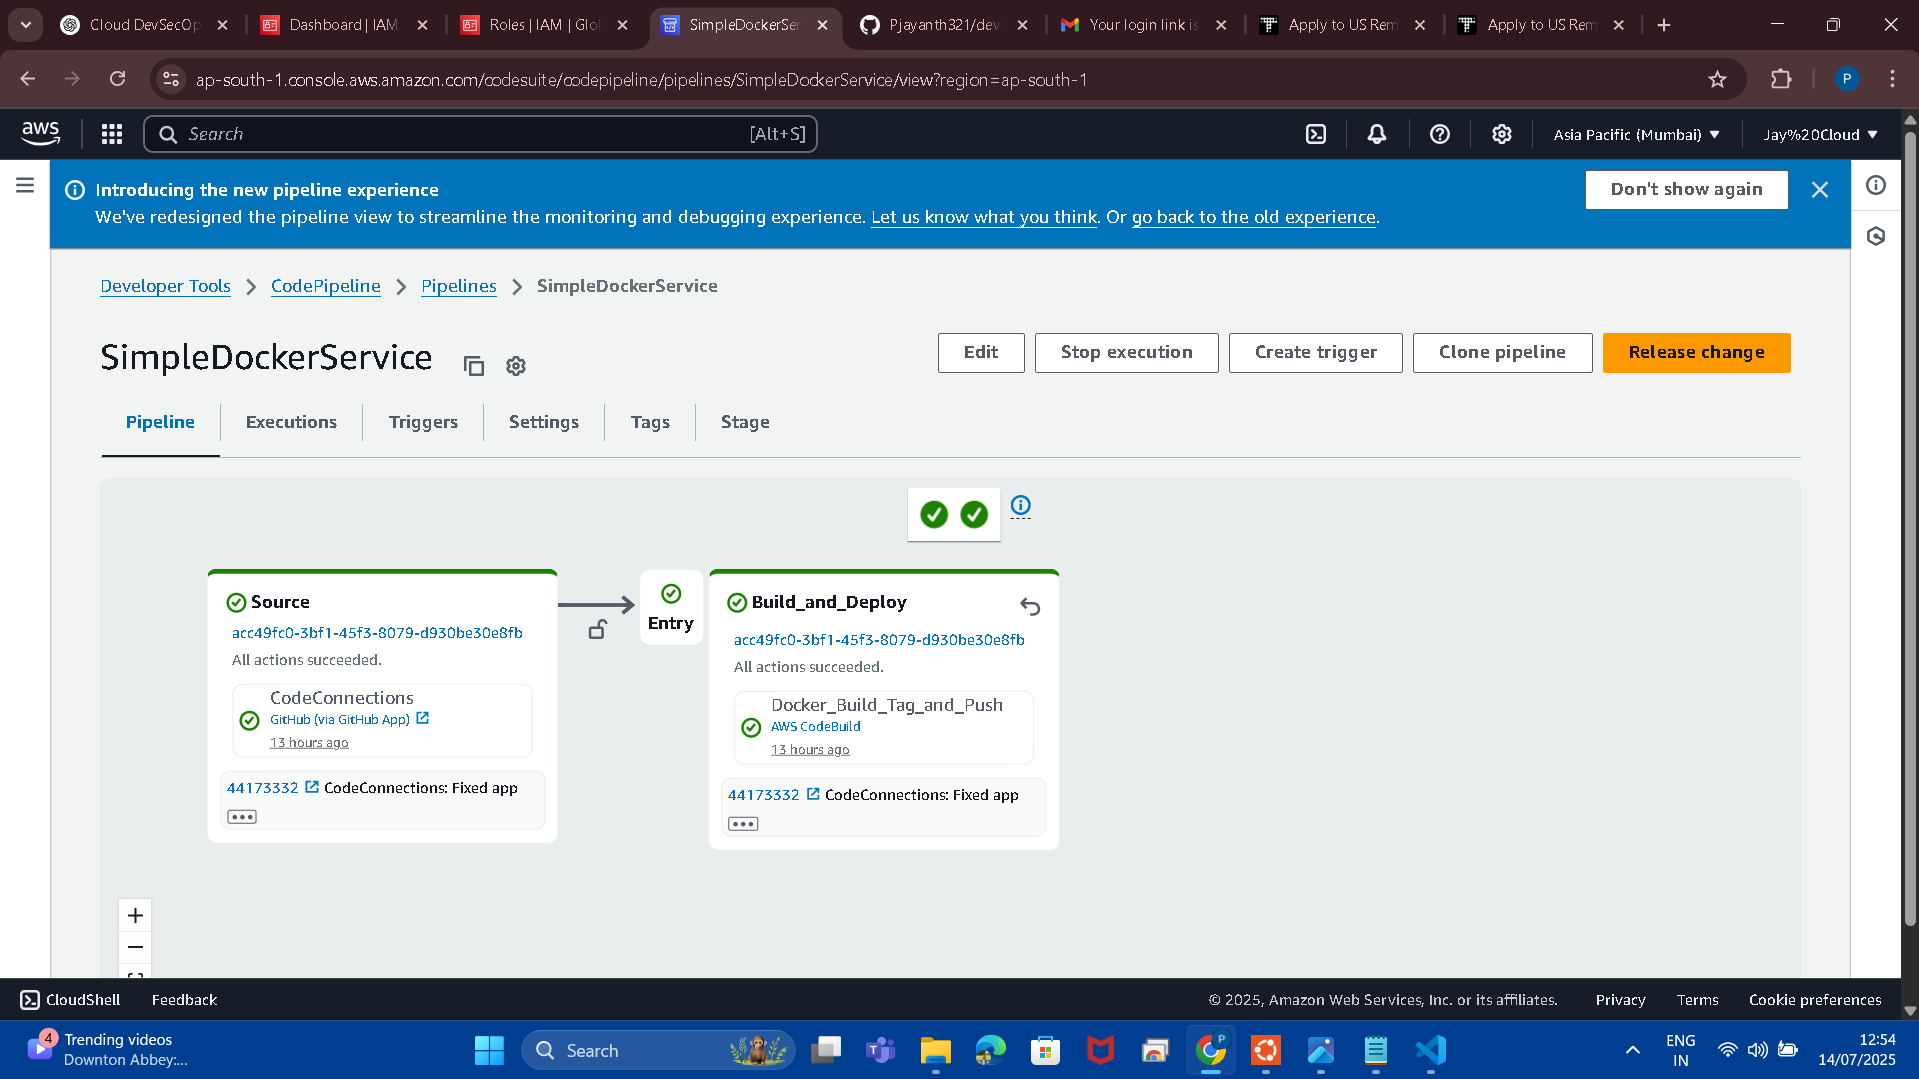 Cloud DevSecOp
Dashboard | IAM
Roles | IAM | Glo
SimpleDockerSer
Pjayanth321/dev
Your login link is
Apply to US Rem
Apply to US Rem
ap-south-1.console.aws.amazon.com/codesuite/codepipeline/pipelines/SimpleDockerService/view?region=ap-south-1
P
aws
Search
[Alt+S]
Asia Pacific (Mumbai)
Jay%20Cloud
Introducing the new pipeline experience
We've redesigned the pipeline view to streamline the monitoring and debugging experience. Let us know what you think. Or go back to the old experience.
Don't show again
Developer Tools
CodePipeline
Pipelines
SimpleDockerService
SimpleDockerService
Edit
Stop execution
Create trigger
Clone pipeline
Release change
Pipeline
Executions
Triggers
Settings
Tags
Stage
Source
acc49fc0-3bf1-45f3-8079-d930be30e8fb
All actions succeeded.
CodeConnections
GitHub (via GitHub App)
13 hours ago
44173332 CodeConnections: Fixed app
Entry
Build_and_Deploy
acc49fc0-3bf1-45f3-8079-d930be30e8fb
All actions succeeded.
Docker_Build_Tag_and_Push
AWS CodeBuild
13 hours ago
44173332 CodeConnections: Fixed app
CloudShell
Feedback
© 2025, Amazon Web Services, Inc. or its affiliates.
Privacy
Terms
Cookie preferences
4
Trending videos
Downton Abbey:...
Search
P
ENG
IN
12:54
14/07/2025